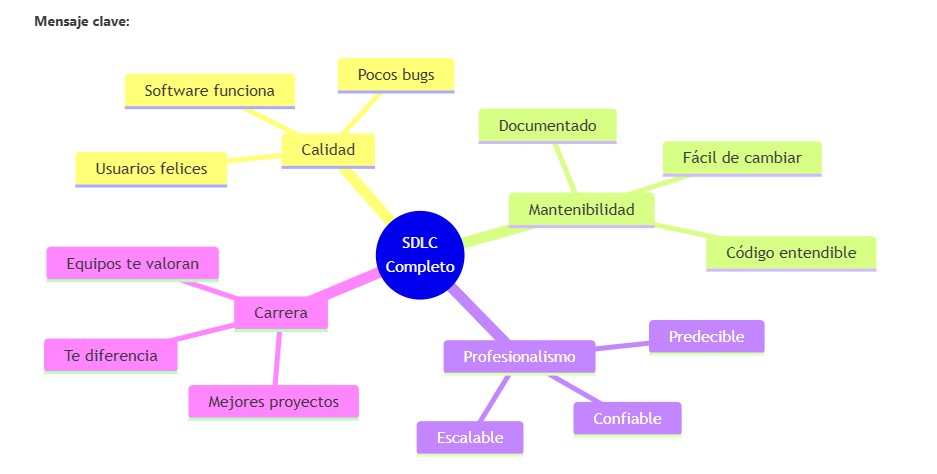 Mensaje clave:
Pocos bugs
Software funciona
Calidad
Usuarios felices
Documentado
Fácil de cambiar
Mantenibilidad
Código entendible
SDLC
Completo
Equipos te valoran
Carrera
Te diferencia
Mejores proyectos
Predecible
Profesionalismo
Confiable
Escalable